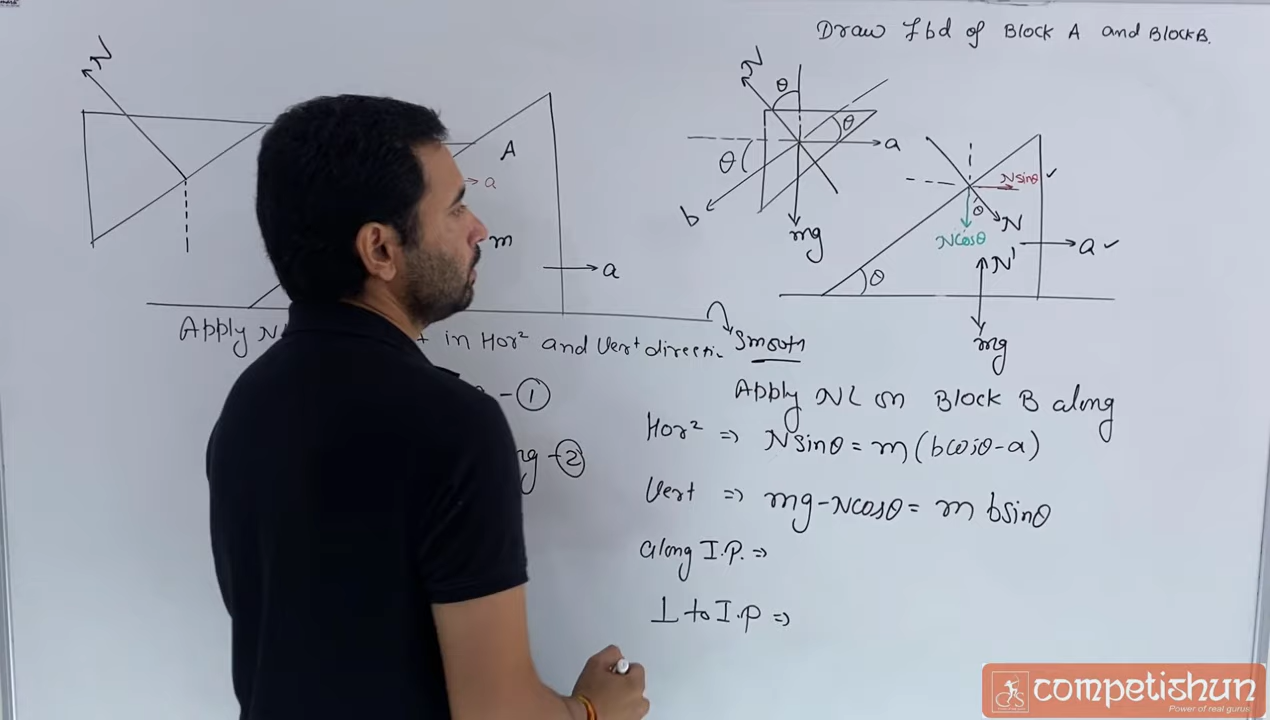 Draw fbd of Block A and Block B.
N
A
a
m
a
N
θ
θ
a
θ
b
mg
Nsinθ ✓
θ
N
Ncosθ
N'
a ✓
θ
mg
Smooth
Apply N in Hor² and Vert directi
- ①
- ②
Apply NL on Block B along
Hor² => Nsinθ = m(bcosθ-a)
Vert => mg-Ncosθ = m bsinθ
along I.P. =>
⊥ to I.P =>
competishun
Power of real gurus